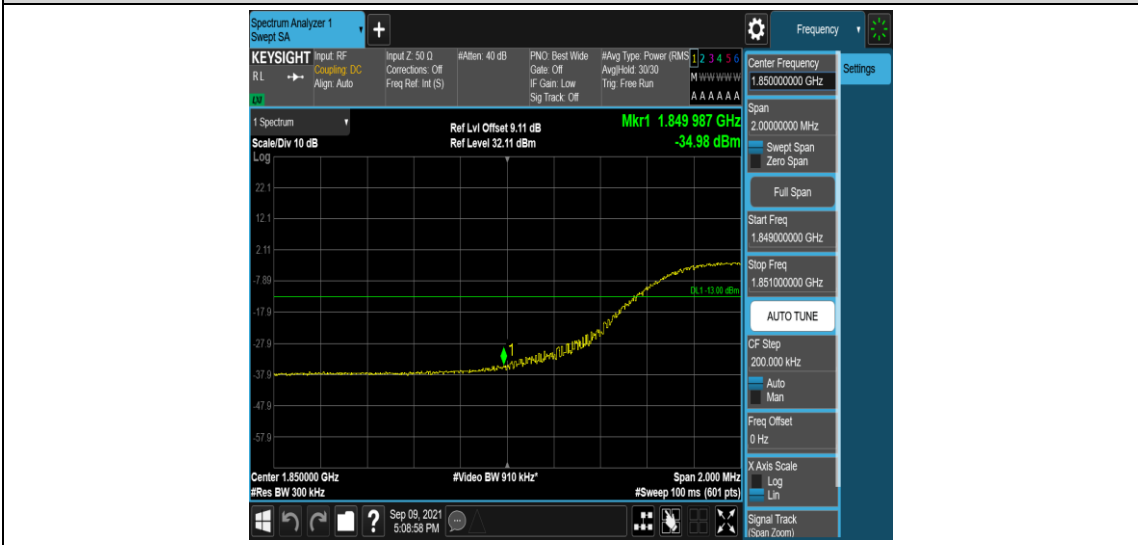 Spectrum Analyzer 1
Swept SA
+
Frequency
KEYSIGHT Input: RF Input Z: 50 Ω #Atten: 40 dB PNO: Best Wide #Avg Type: Power (RMS 1 2 3 4 5 6
RL Coupling: DC Corrections: Off Gate: Off Avg|Hold: 30/30 M W W W W W
Align: Auto Freq Ref: Int (S) IF Gain: Low Trig: Free Run
Sig Track: Off A A A A A A
1 Spectrum
Ref Lvl Offset 9.11 dB Mkr1 1.849 987 GHz
Scale/Div 10 dB Ref Level 32.11 dBm -34.98 dBm
Log
22.1
12.1
2.11
-7.89
DL1 -13.00 dBm
-17.9
-27.9
1
-37.9
-47.9
-57.9
Center 1.850000 GHz #Video BW 910 kHz* Span 2.000 MHz
#Res BW 300 kHz #Sweep 100 ms (601 pts)
Sep 09, 2021
5:08:58 PM
?
Center Frequency
1.850000000 GHz
Settings
Span
2.00000000 MHz
Swept Span
Zero Span
Full Span
Start Freq
1.849000000 GHz
Stop Freq
1.851000000 GHz
AUTO TUNE
CF Step
200.000 kHz
Auto
Man
Freq Offset
0 Hz
X Axis Scale
Log
Lin
Signal Track
(Span Zoom)